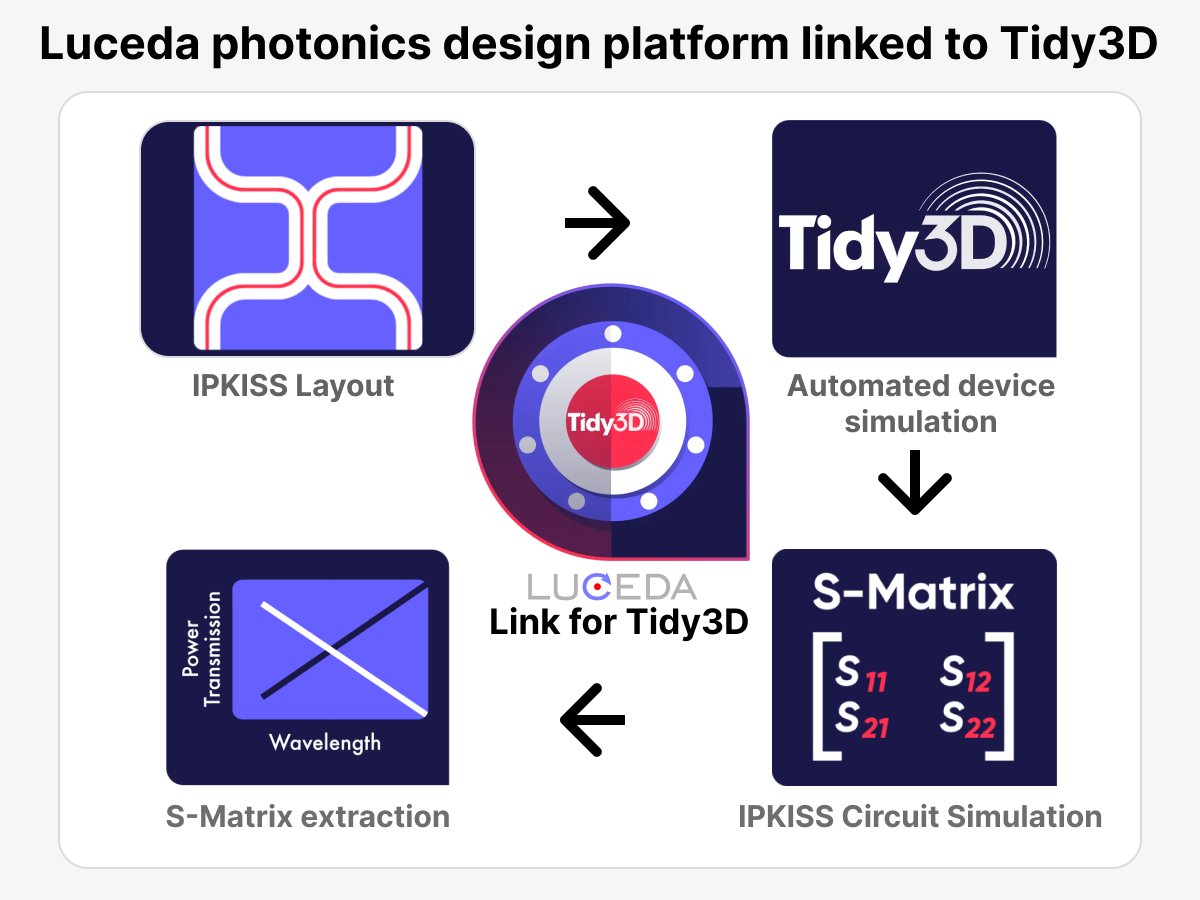 Luceda photonics design platform linked to Tidy3D
IPKISS Layout
Tidy3D
Automated device
simulation
Tidy3D
LUCEDA
Link for Tidy3D
Power
Transmission
Wavelength
S-Matrix extraction
S-Matrix
S11 S12
S21 S22
IPKISS Circuit Simulation